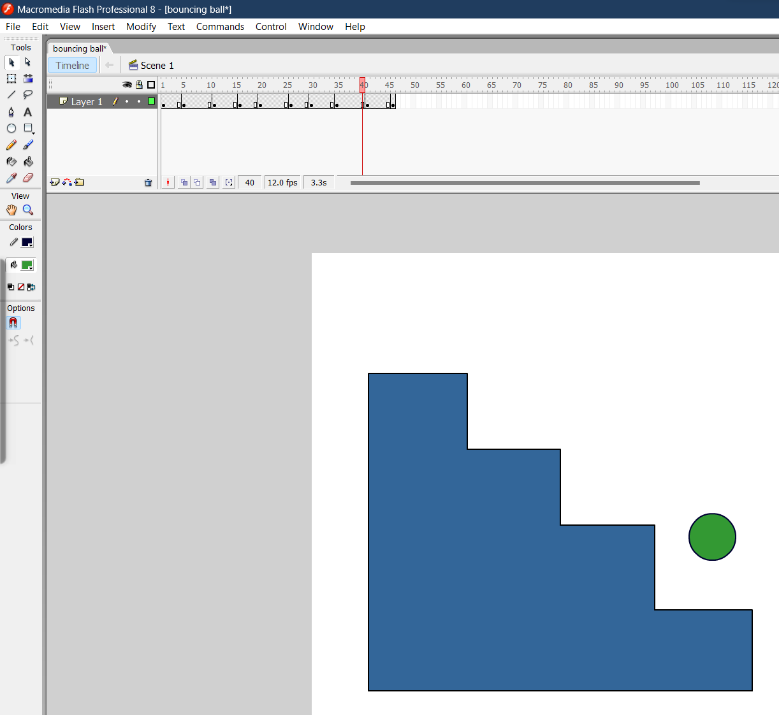 Macromedia Flash Professional 8 - [bouncing ball*]
File Edit View Insert Modify Text Commands Control Window Help
Tools
bouncing ball*
Timeline Scene 1
1 5 10 15 20 25 30 35 40 45 50 55 60 65 70 75 80 85 90 95 100 105 110 115 120
Layer 1
40 12.0 fps 3.3s
View
Colors
Options